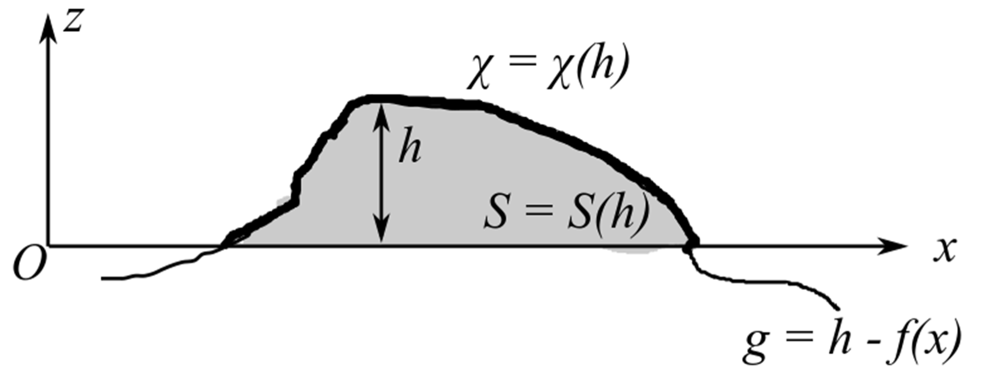 z
χ = χ(h)
h
S = S(h)
O
x
g = h - f(x)